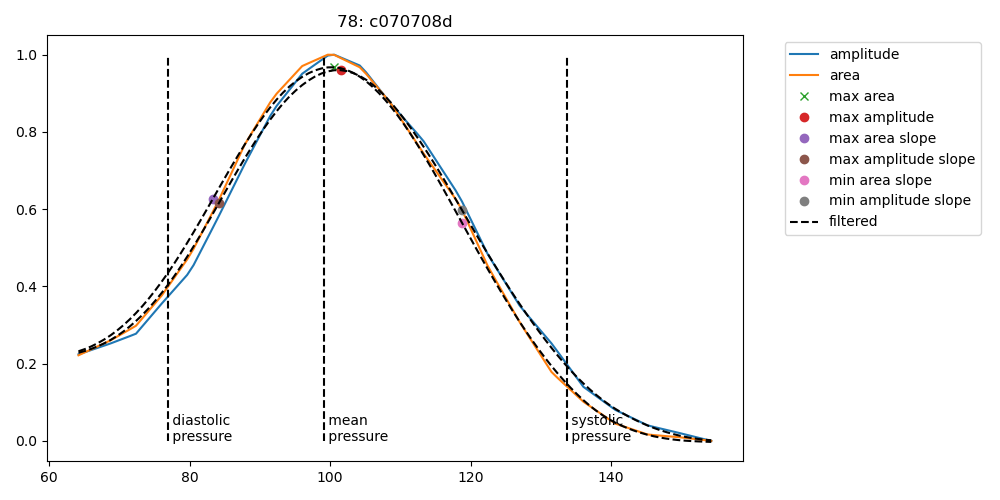 78: c070708d
amplitude
area
max area
max amplitude
max area slope
max amplitude slope
min area slope
min amplitude slope
filtered
1.0
0.8
0.6
0.4
0.2
0.0
diastolic
pressure
mean
pressure
systolic
pressure
60
80
100
120
140